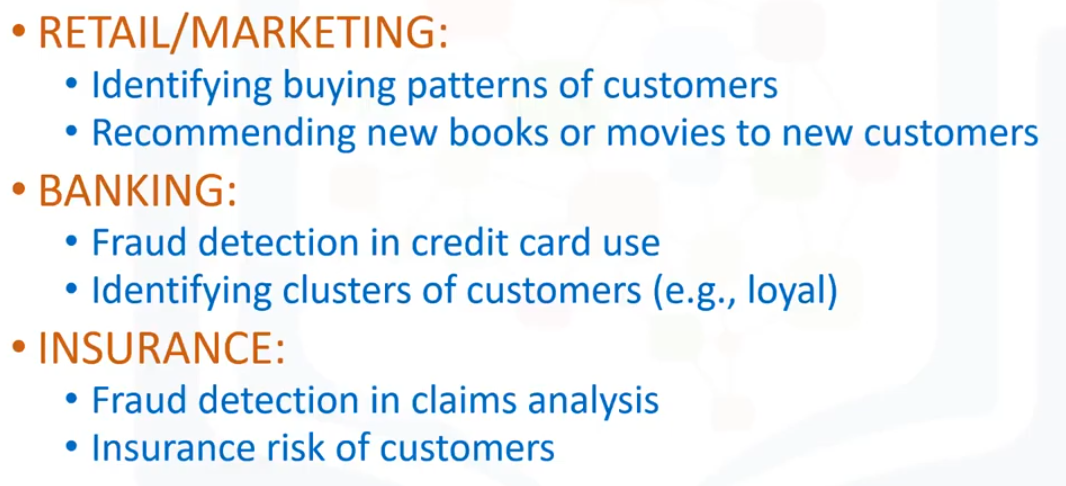 • RETAIL/MARKETING:
• Identifying buying patterns of customers
• Recommending new books or movies to new customers
• BANKING:
• Fraud detection in credit card use
• Identifying clusters of customers (e.g., loyal)
• INSURANCE:
• Fraud detection in claims analysis
• Insurance risk of customers